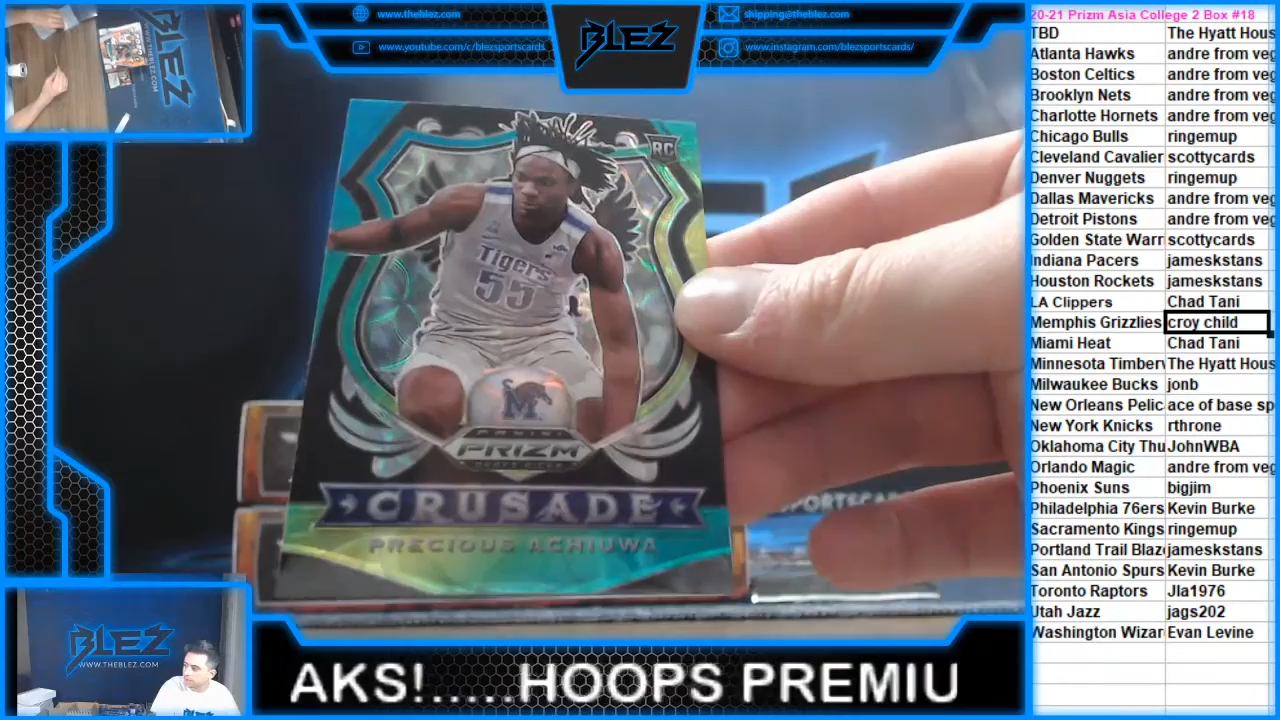 BLEZ
www.theblez.com
shipping@theblez.com
www.youtube.com/c/blezsportscards
www.instagram.com/blezsportscards/
RC
Tigers
55
M
PANINI
PRIZM
DRAFT PICKS
CRUSADE
PRECIOUS ACHIUWA
BLEZ
BLEZ
WWW.THEBLEZ.COM
AKS!.....HOOPS PREMIU
20-21 Prizm Asia College 2 Box #18
TBD The Hyatt Hous
Atlanta Hawks andre from veg
Boston Celtics andre from veg
Brooklyn Nets andre from veg
Charlotte Hornets andre from veg
Chicago Bulls ringemup
Cleveland Cavalier scottycards
Denver Nuggets ringemup
Dallas Mavericks andre from veg
Detroit Pistons andre from veg
Golden State Warr scottycards
Indiana Pacers jameskstans
Houston Rockets jameskstans
LA Clippers Chad Tani
Memphis Grizzlies croy child
Miami Heat Chad Tani
Minnesota Timberv The Hyatt Hous
Milwaukee Bucks jonb
New Orleans Pelic ace of base sp
New York Knicks rthrone
Oklahoma City Thu JohnWBA
Orlando Magic andre from veg
Phoenix Suns bigjim
Philadelphia 76ers Kevin Burke
Sacramento Kings ringemup
Portland Trail Blaz jameskstans
San Antonio Spurs Kevin Burke
Toronto Raptors Jla1976
Utah Jazz jags202
Washington Wizar Evan Levine